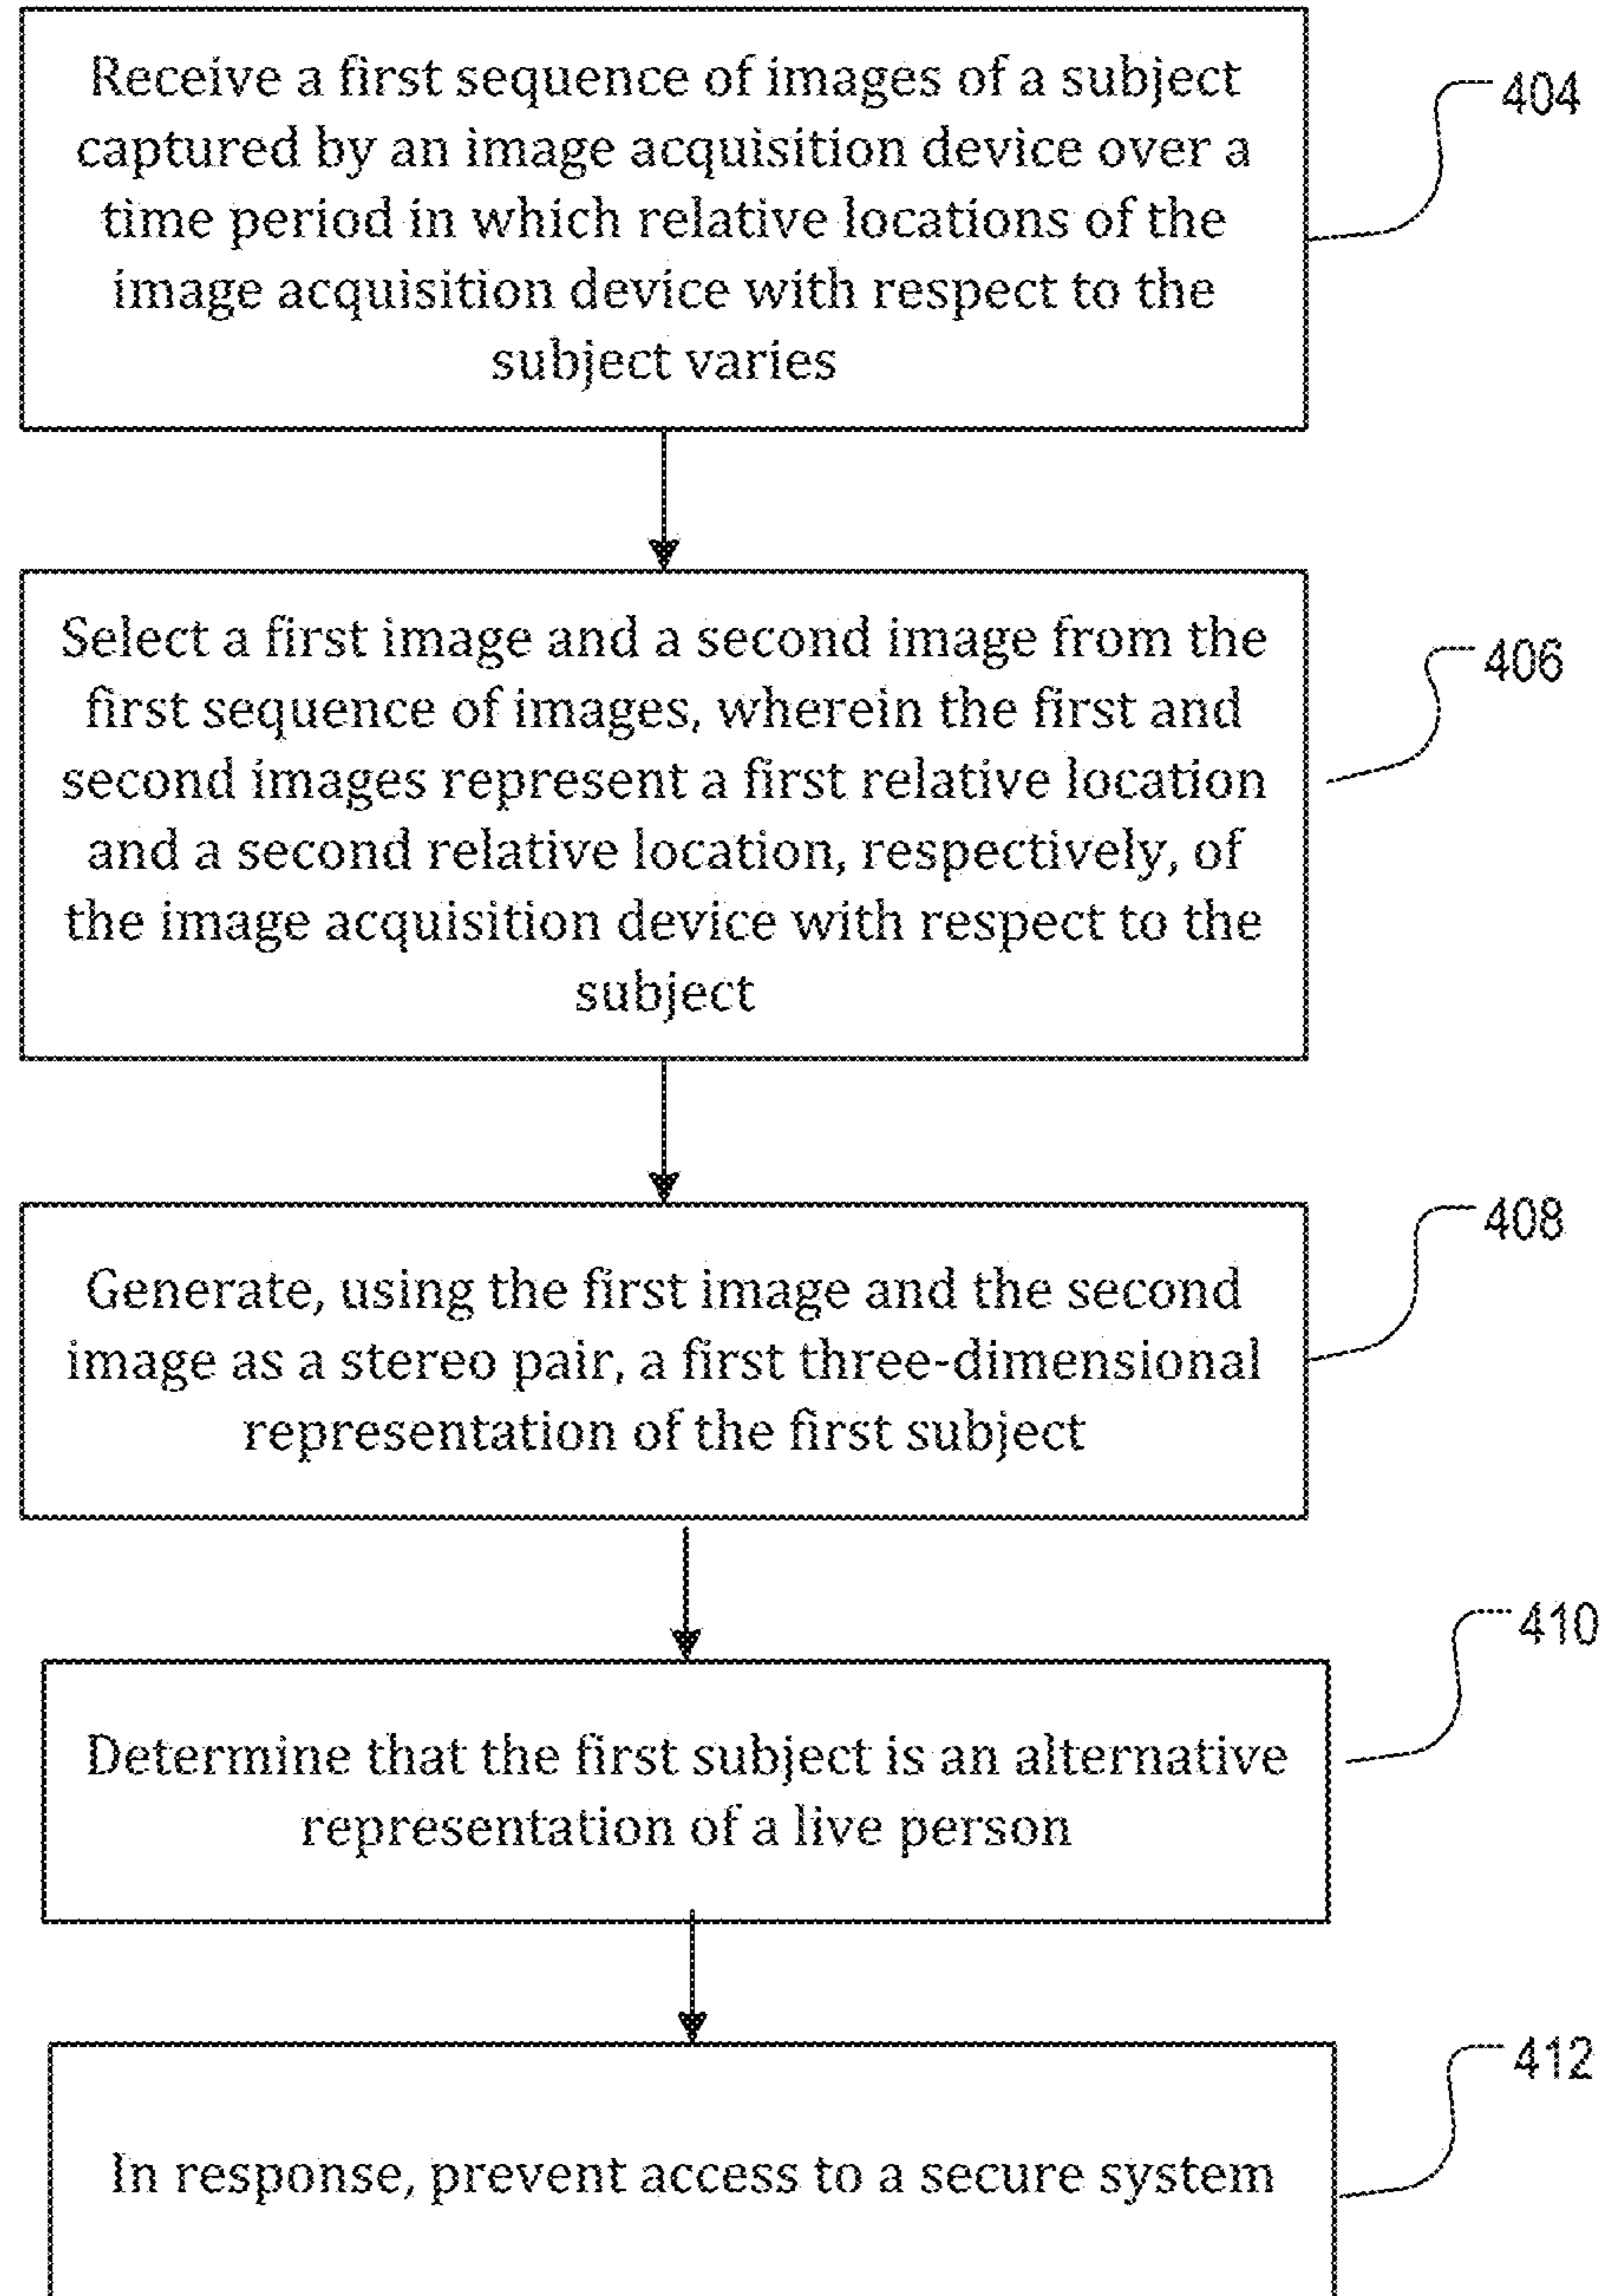 Receive a first sequence of images of a subject
captured by an image acquisition device over a
time period in which relative locations of the
image acquisition device with respect to the
subject varies
404
Select a first image and a second image from the
first sequence of images, wherein the first and
second images represent a first relative location
and a second relative location, respectively, of
the image acquisition device with respect to the
subject
406
Generate, using the first image and the second
image as a stereo pair, a first three-dimensional
representation of the first subject
408
Determine that the first subject is an alternative
representation of a live person
410
In response, prevent access to a secure system
412